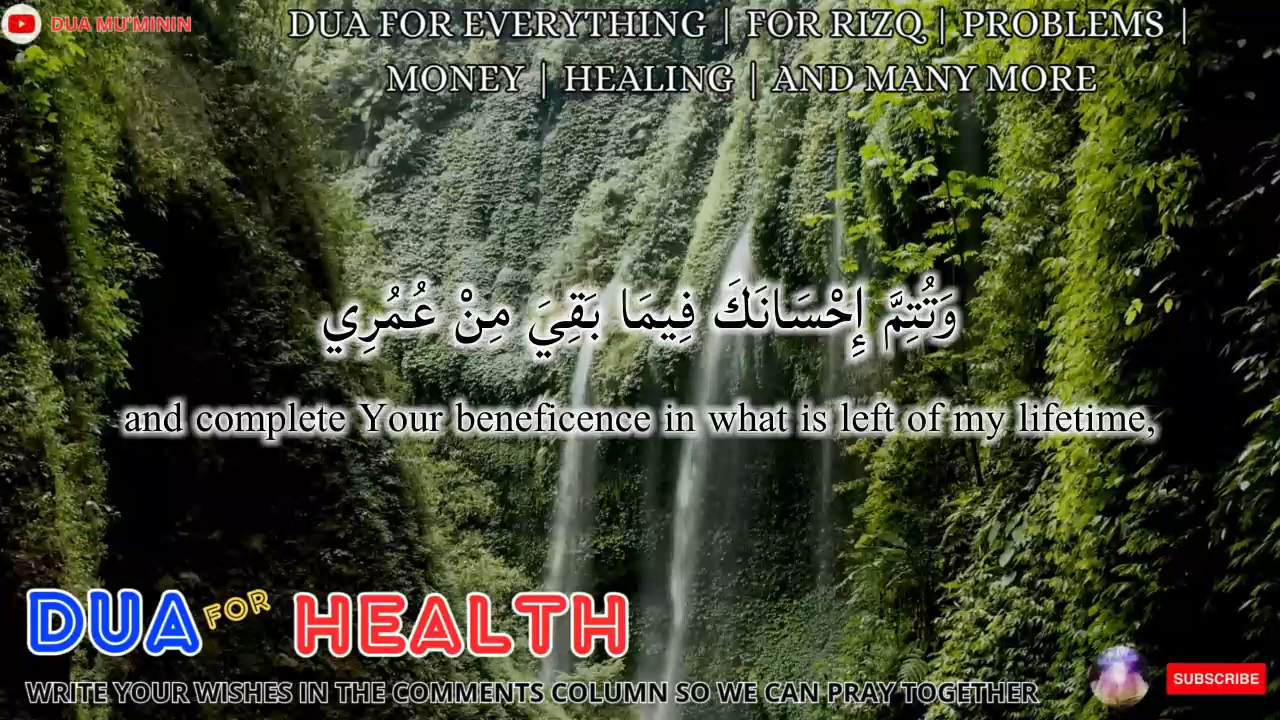 DUA MU'MININ
DUA FOR EVERYTHING | FOR RIZQ | PROBLEMS |
MONEY | HEALING | AND MANY MORE
وَتُتِمَّ إِحْسَانَكَ فِيمَا بَقِيَ مِنْ عُمُرِي
and complete Your beneficence in what is left of my lifetime,
DUA FOR HEALTH
WRITE YOUR WISHES IN THE COMMENTS COLUMN SO WE CAN PRAY TOGETHER
SUBSCRIBE